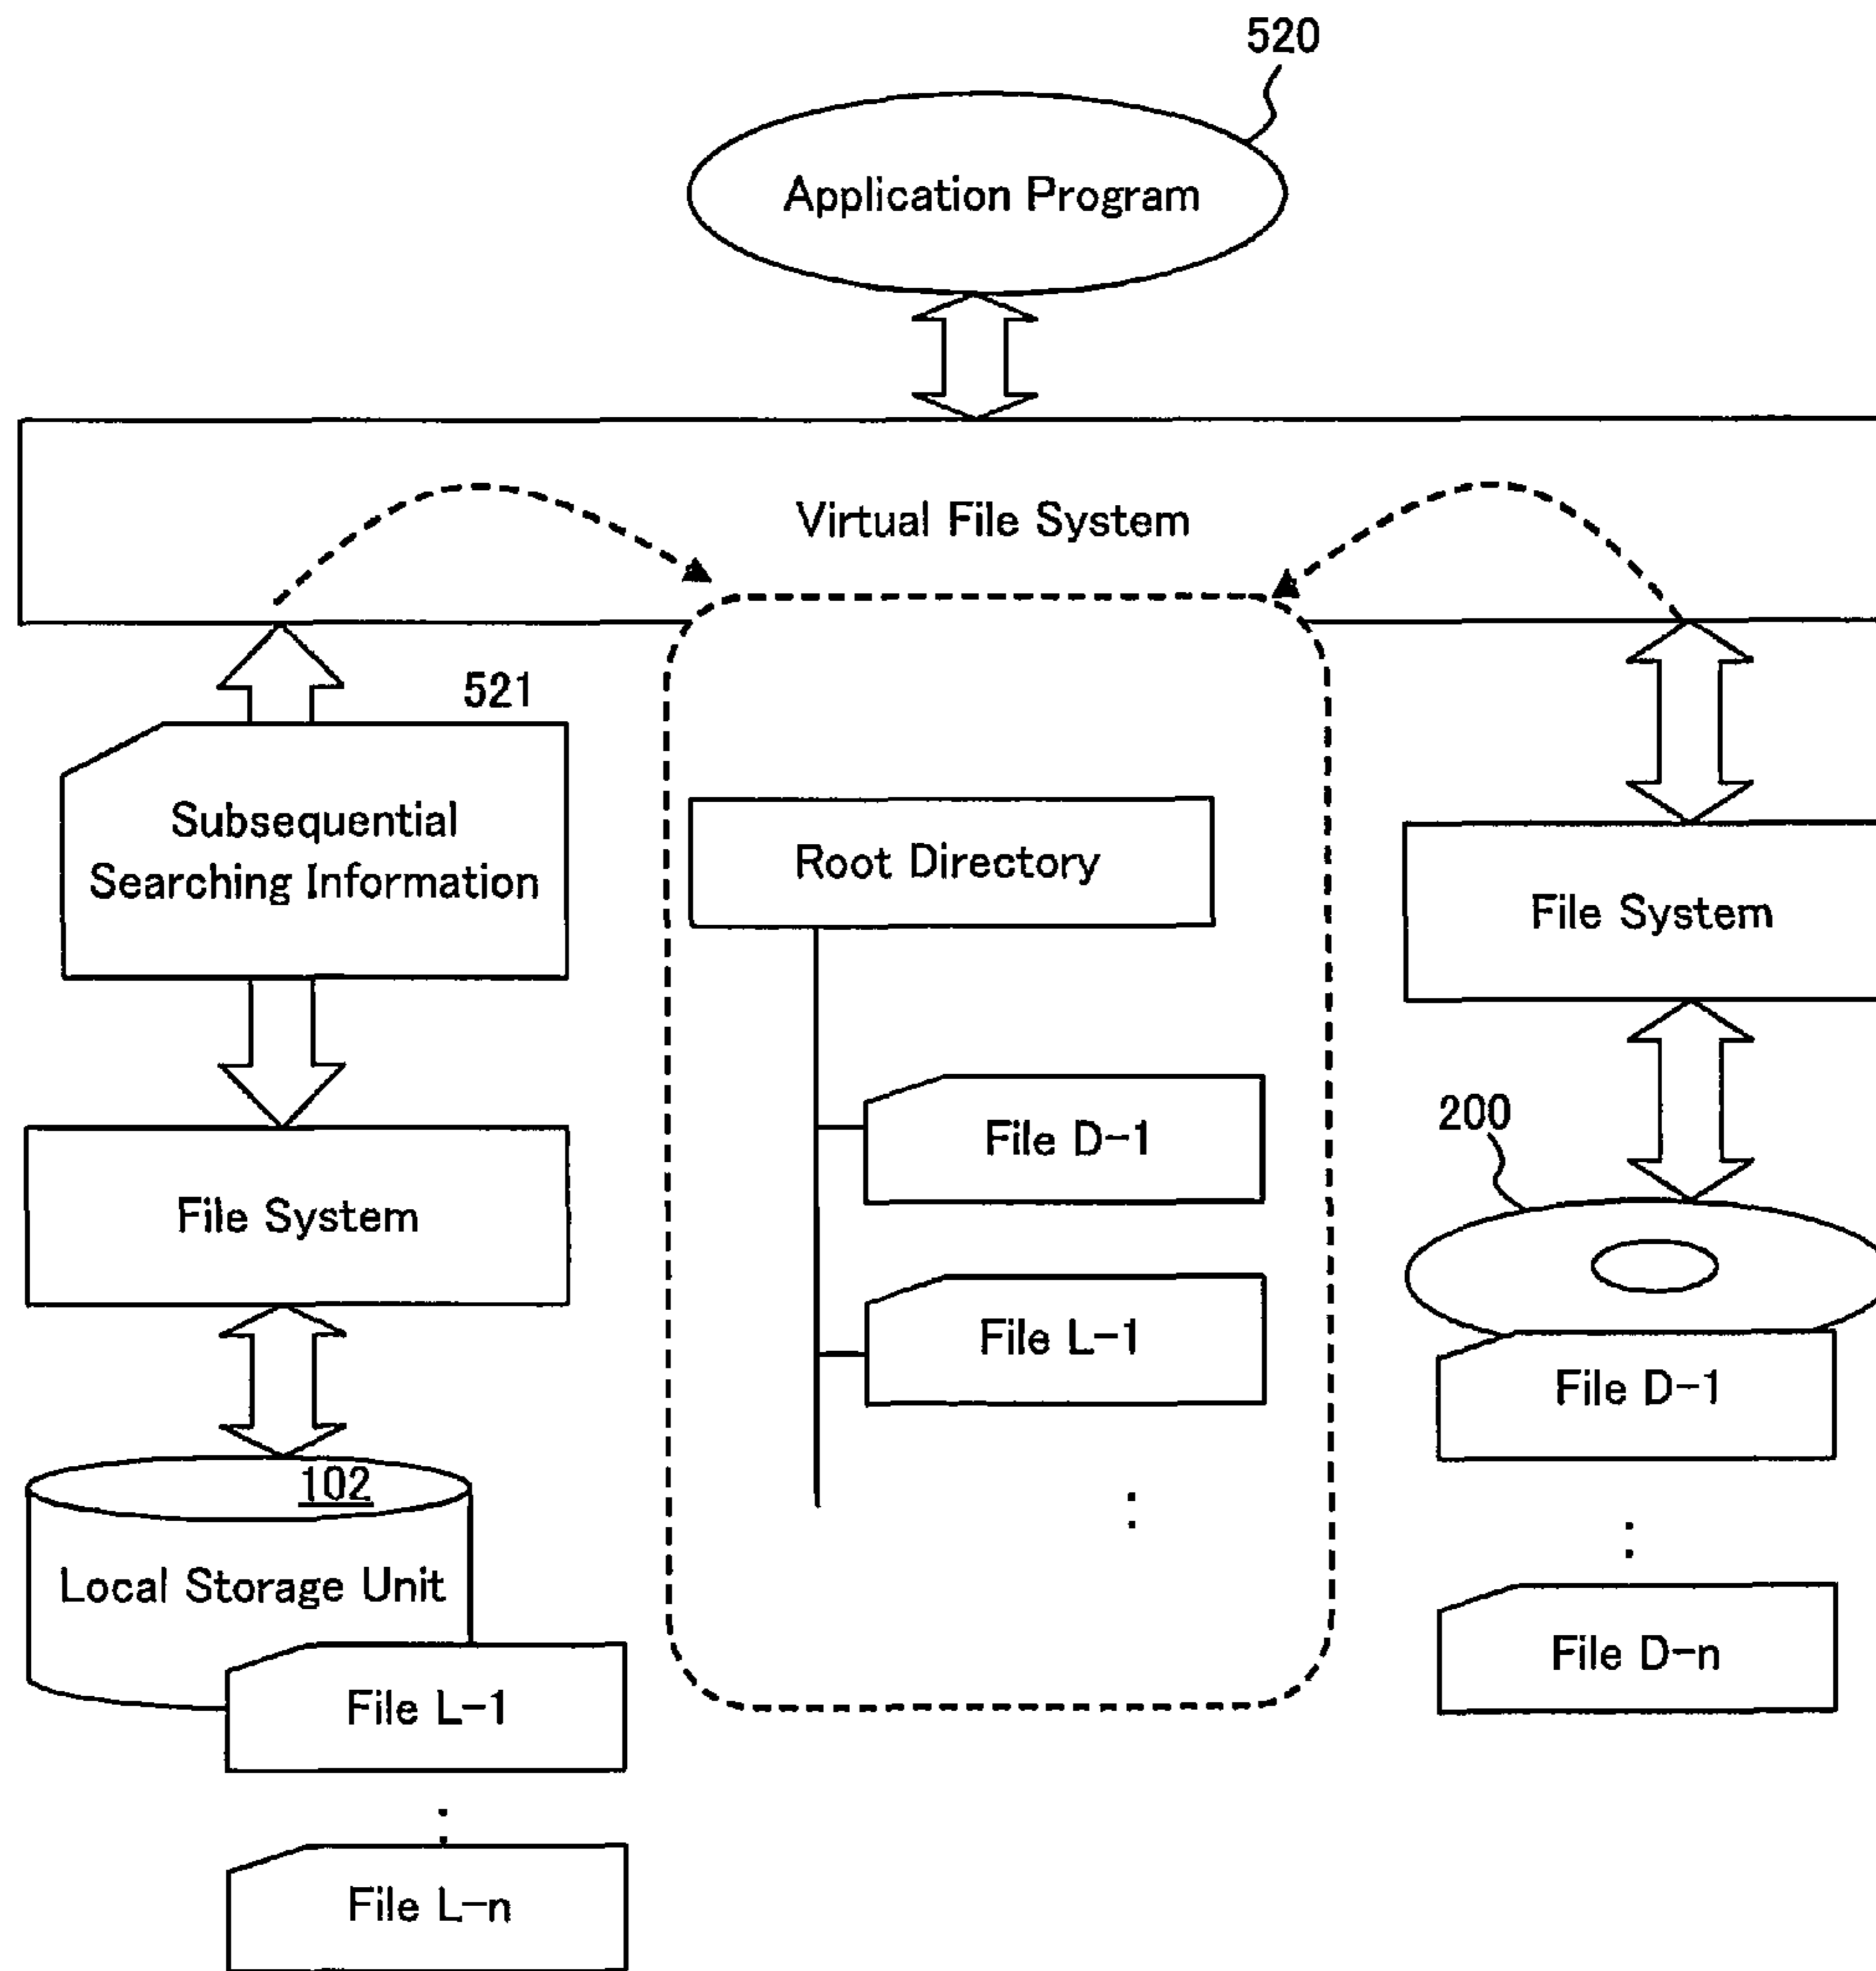 520
Application Program
Virtual File System
521
Subsequential
Searching Information
Root Directory
File System
File D-1
200
File System
File L-1
File D-1
102
Local Storage Unit
File D-n
File L-1
File L-n